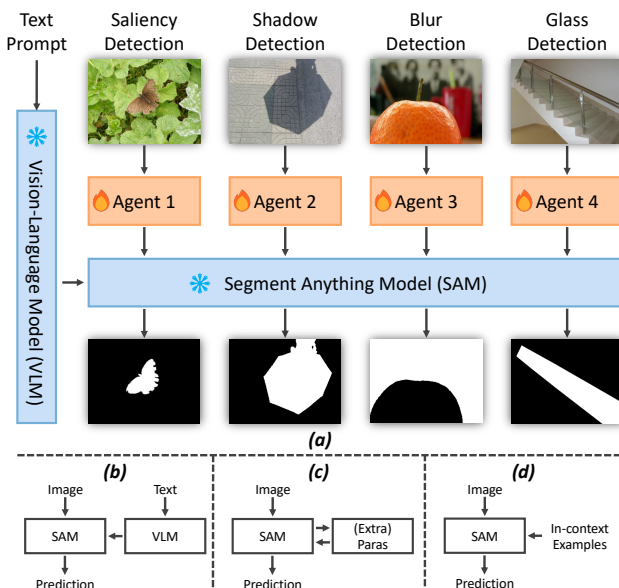 Text
Prompt
Saliency
Detection
Shadow
Detection
Blur
Detection
Glass
Detection
Vision-Language Model (VLM)
Agent 1
Agent 2
Agent 3
Agent 4
Segment Anything Model (SAM)
(a)
(b)
Image
Text
SAM
VLM
Prediction
(c)
Image
SAM
(Extra)
Paras
Prediction
(d)
Image
SAM
In-context
Examples
Prediction